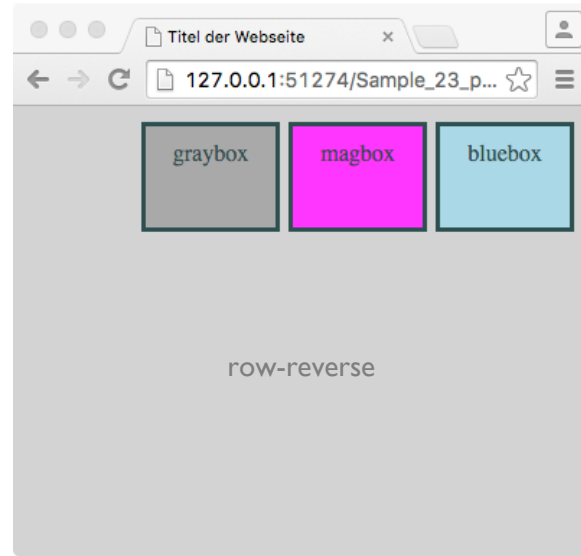 Titel der Webseite
127.0.0.1:51274/Sample_23_p...
graybox magbox bluebox
row-reverse